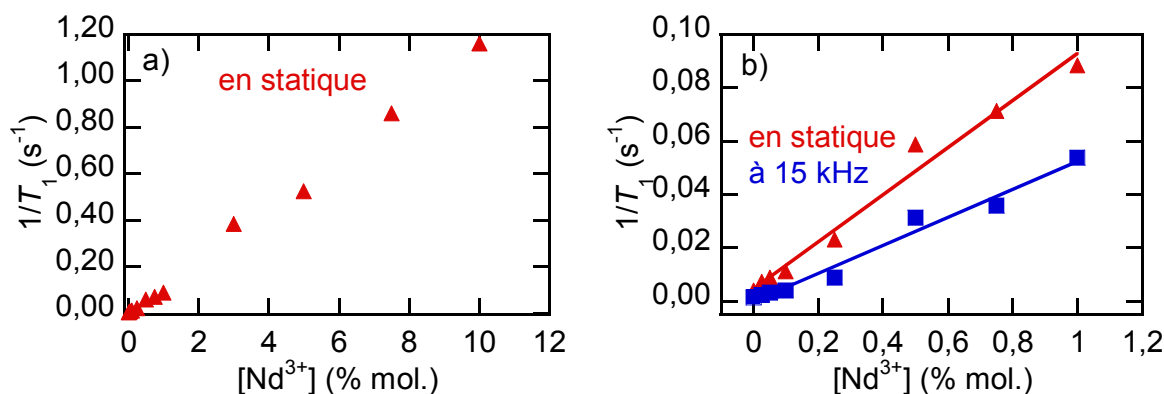 a)
en statique
1,20
1,00
0,80
0,60
0,40
0,20
0,00
1/T₁ (s⁻¹)
0 2 4 6 8 10 12
[Nd³⁺] (% mol.)
b)
en statique
à 15 kHz
0,10
0,08
0,06
0,04
0,02
0,00
1/T₁ (s⁻¹)
0 0,2 0,4 0,6 0,8 1 1,2
[Nd³⁺] (% mol.)